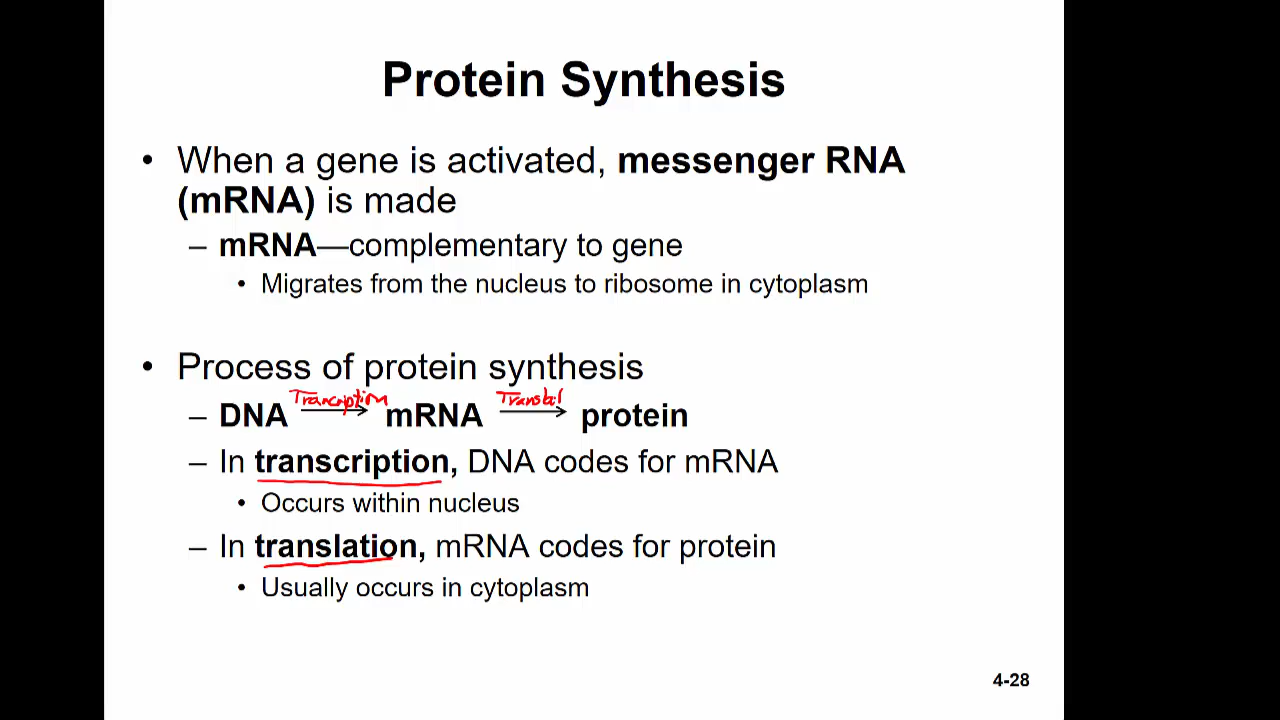 Protein Synthesis
• When a gene is activated, messenger RNA
(mRNA) is made
– mRNA—complementary to gene
• Migrates from the nucleus to ribosome in cytoplasm
• Process of protein synthesis
Trancription Translat
– DNA → mRNA → protein
– In transcription, DNA codes for mRNA
• Occurs within nucleus
– In translation, mRNA codes for protein
• Usually occurs in cytoplasm
4-28